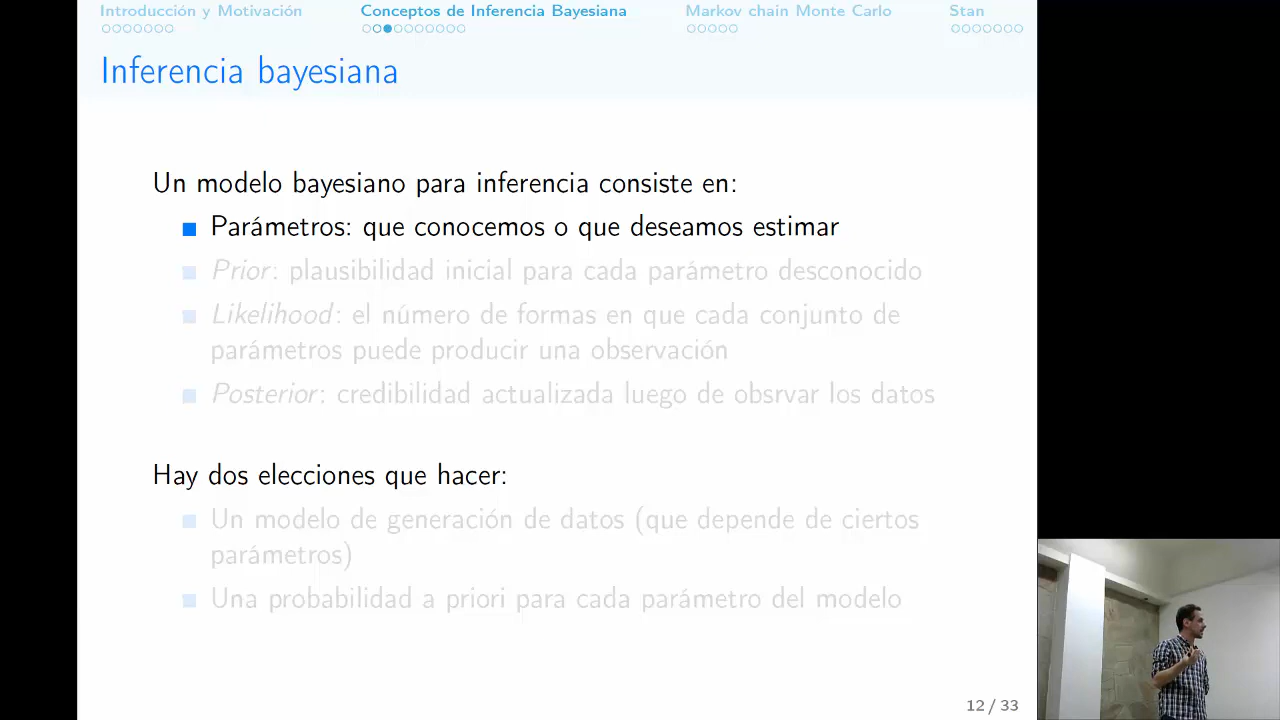 Introducción y Motivación Conceptos de Inferencia Bayesiana Markov chain Monte Carlo Stan
Inferencia bayesiana
Un modelo bayesiano para inferencia consiste en:
Parámetros: que conocemos o que deseamos estimar
Prior: plausibilidad inicial para cada parámetro desconocido
Likelihood: el número de formas en que cada conjunto de
parámetros puede producir una observación
Posterior: credibilidad actualizada luego de obsrvar los datos
Hay dos elecciones que hacer:
Un modelo de generación de datos (que depende de ciertos
parámetros)
Una probabilidad a priori para cada parámetro del modelo
12 / 33